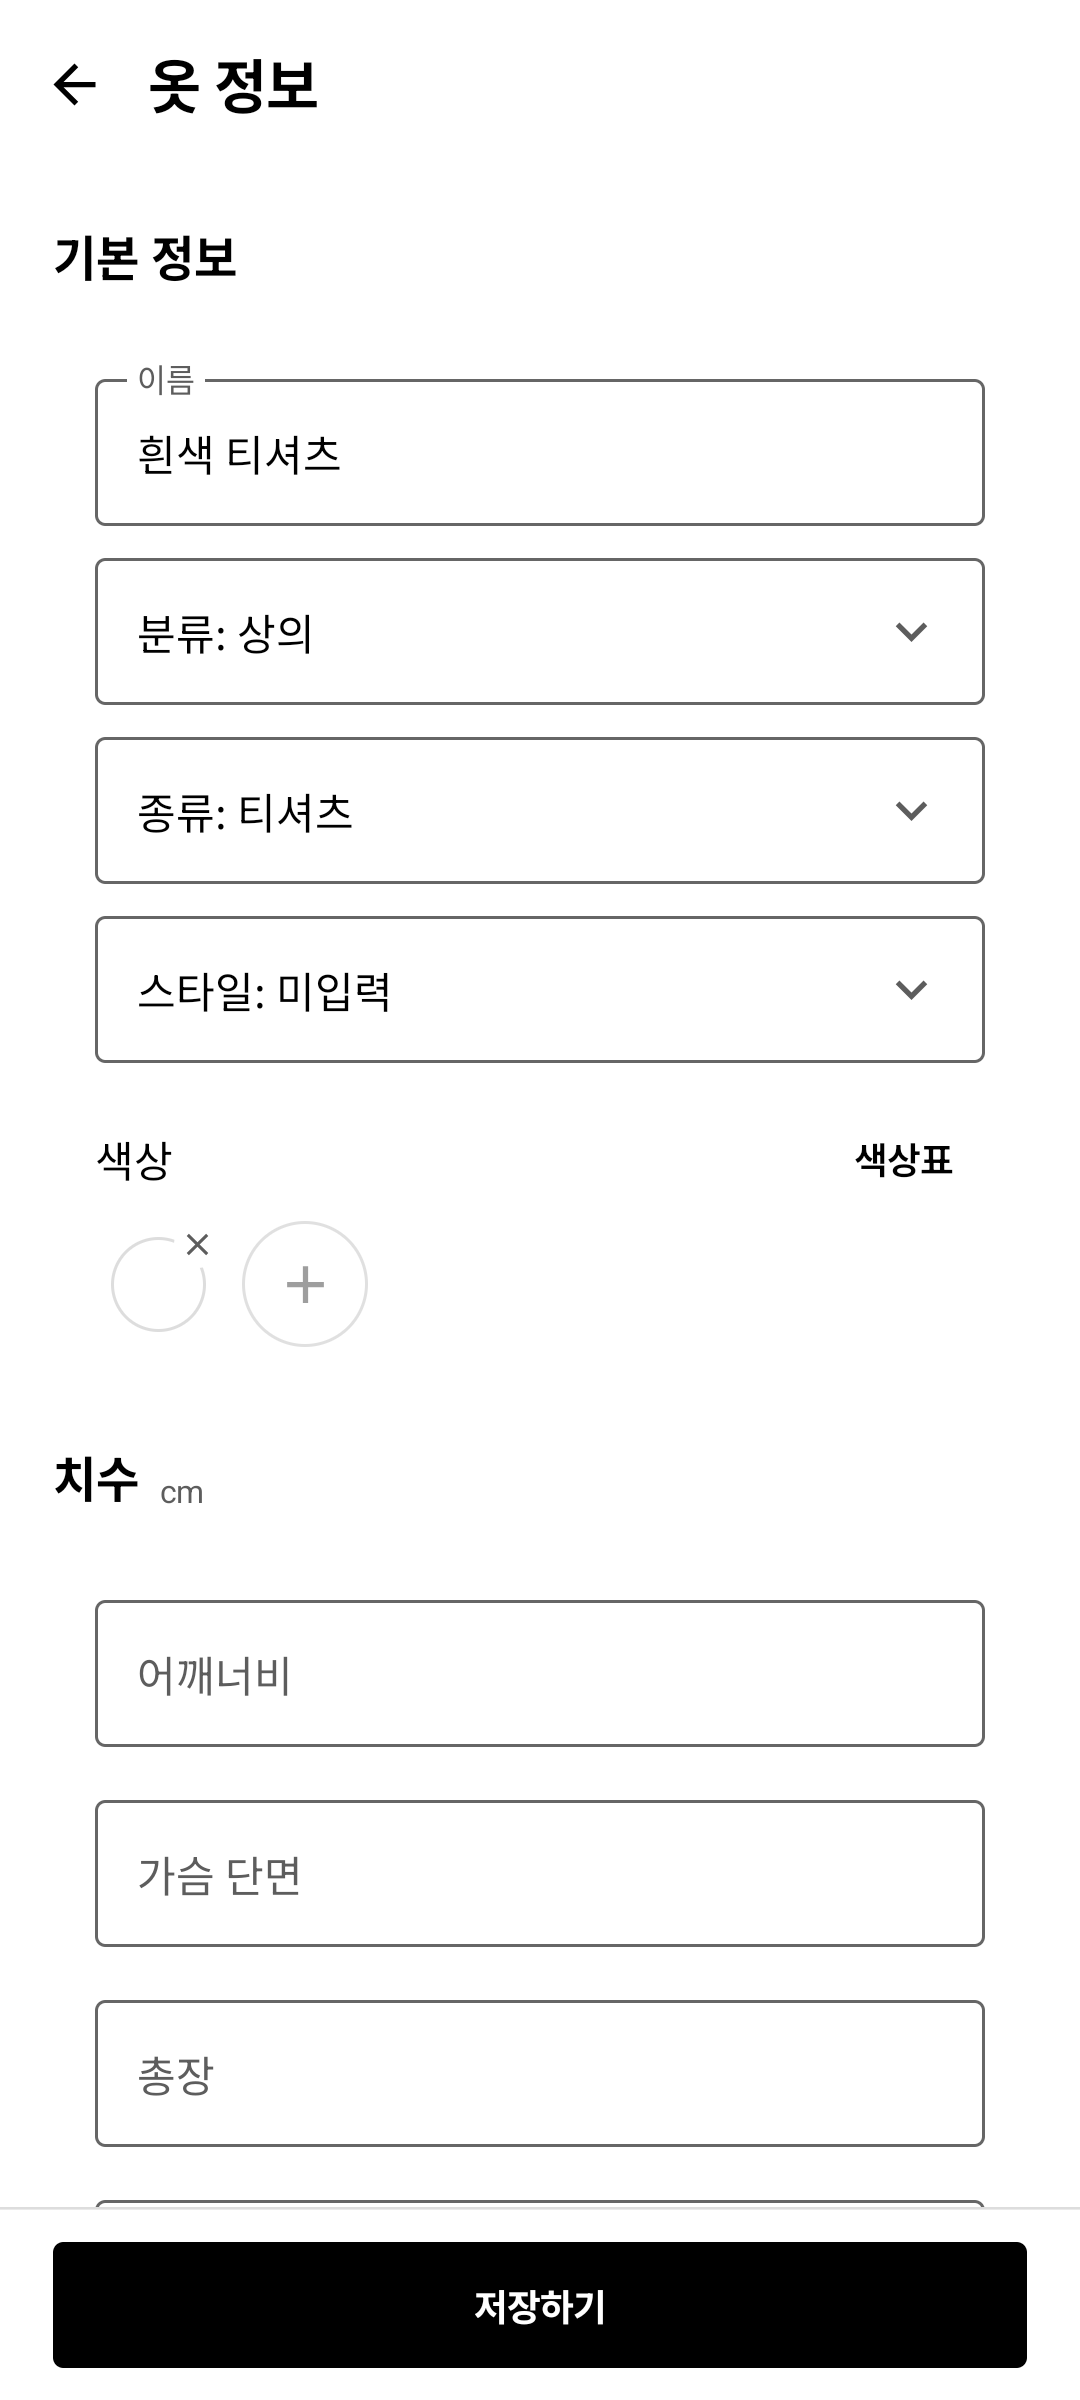 옷 정보
기본 정보
이름
흰색 티셔츠
분류: 상의
종류: 티셔츠
스타일: 미입력
색상 색상표
치수 cm
어깨너비
가슴 단면
총장
저장하기